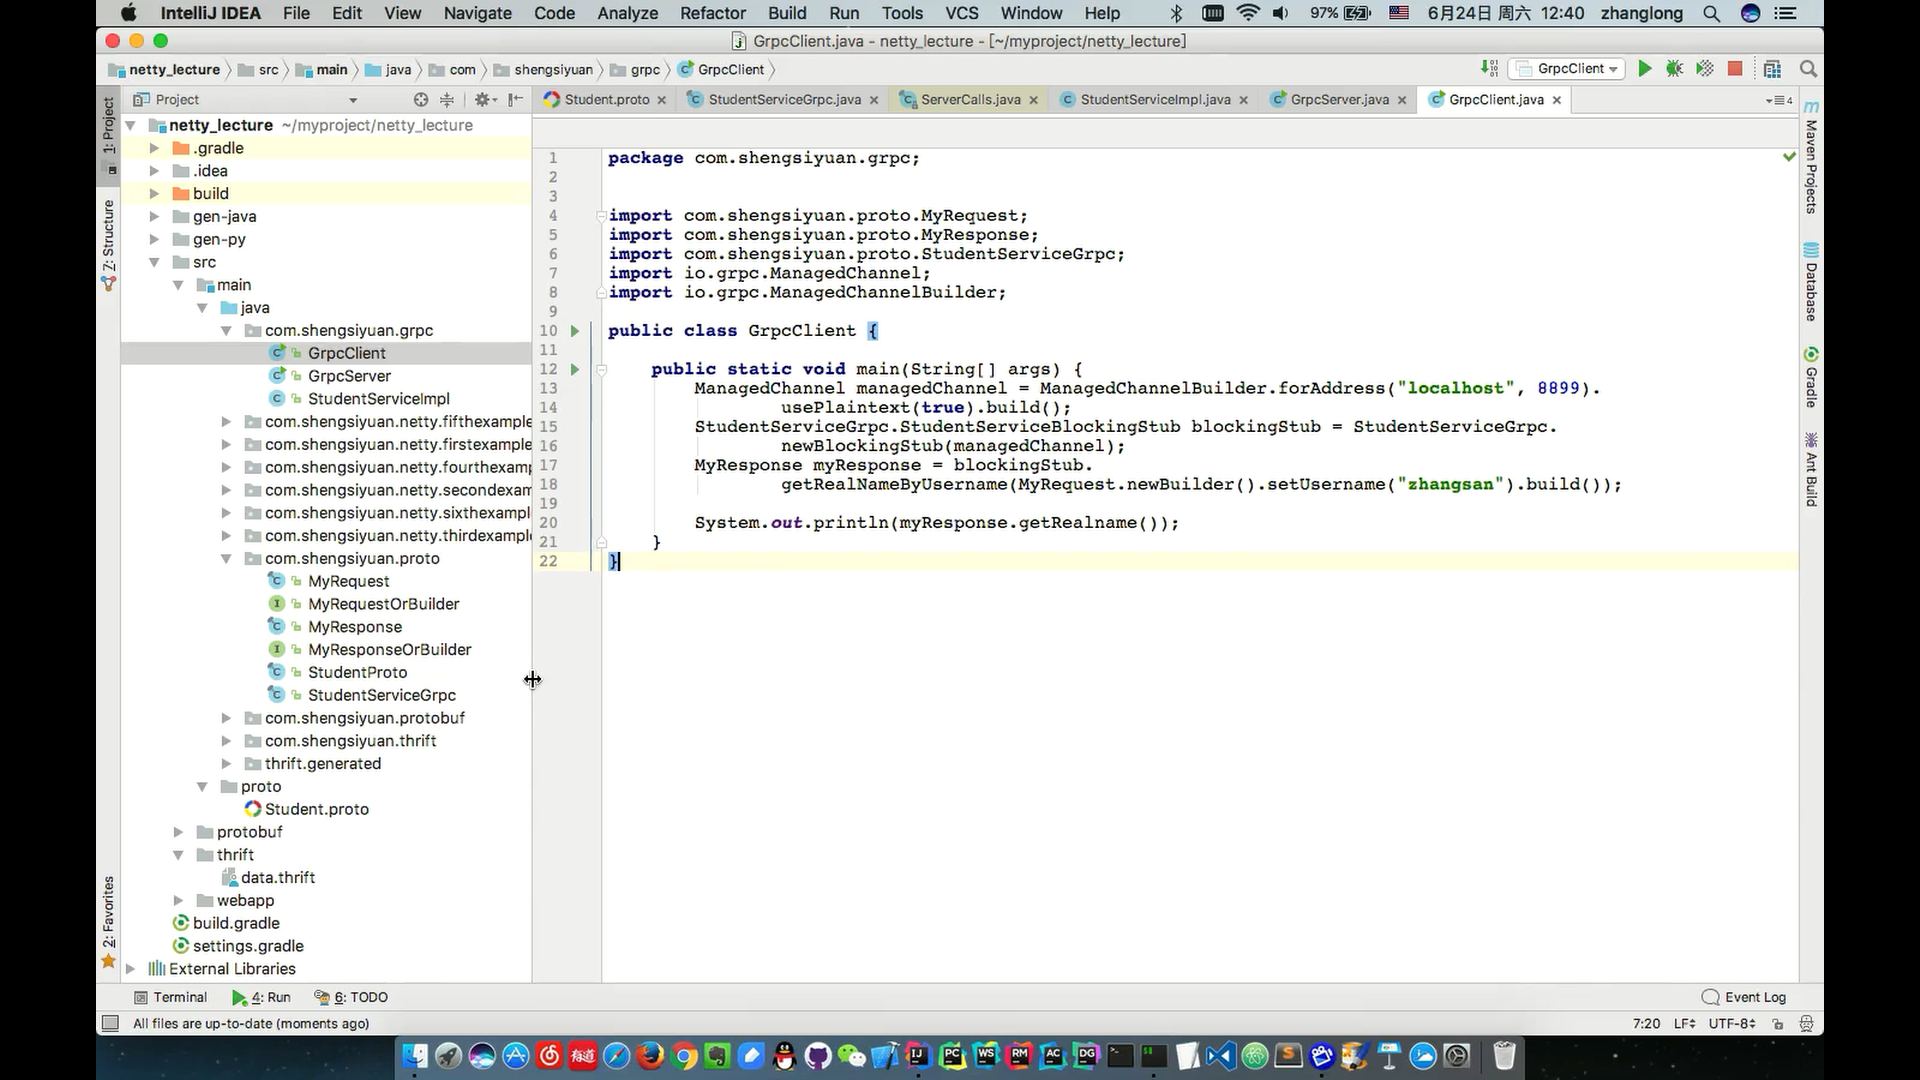 IntelliJ IDEA File Edit View Navigate Code Analyze Refactor Build Run Tools VCS Window Help 97% 6月24日 周六 12:40 zhanglong
GrpcClient.java - netty_lecture - [~/myproject/netty_lecture]
netty_lecture src main java com shengsiyuan grpc GrpcClient GrpcClient
Project Student.proto StudentServiceGrpc.java ServerCalls.java StudentServiceImpl.java GrpcServer.java GrpcClient.java 4
1: Project
Z: Structure
2: Favorites
netty_lecture ~/myproject/netty_lecture
.gradle
.idea
build
gen-java
gen-py
src
main
java
com.shengsiyuan.grpc
GrpcClient
GrpcServer
StudentServiceImpl
com.shengsiyuan.netty.fifthexample
com.shengsiyuan.netty.firstexample
com.shengsiyuan.netty.fourthexamp
com.shengsiyuan.netty.secondexam
com.shengsiyuan.netty.sixthexampl
com.shengsiyuan.netty.thirdexample
com.shengsiyuan.proto
MyRequest
MyRequestOrBuilder
MyResponse
MyResponseOrBuilder
StudentProto
StudentServiceGrpc
com.shengsiyuan.protobuf
com.shengsiyuan.thrift
thrift.generated
proto
Student.proto
protobuf
thrift
data.thrift
webapp
build.gradle
settings.gradle
External Libraries
1 package com.shengsiyuan.grpc;
2
3
4 import com.shengsiyuan.proto.MyRequest;
5 import com.shengsiyuan.proto.MyResponse;
6 import com.shengsiyuan.proto.StudentServiceGrpc;
7 import io.grpc.ManagedChannel;
8 import io.grpc.ManagedChannelBuilder;
9
10 public class GrpcClient {
11
12 public static void main(String[] args) {
13 ManagedChannel managedChannel = ManagedChannelBuilder.forAddress("localhost", 8899).
14 usePlaintext(true).build();
15 StudentServiceGrpc.StudentServiceBlockingStub blockingStub = StudentServiceGrpc.
16 newBlockingStub(managedChannel);
17 MyResponse myResponse = blockingStub.
18 getRealNameByUsername(MyRequest.newBuilder().setUsername("zhangsan").build());
19
20 System.out.println(myResponse.getRealname());
21 }
22 }
Maven Projects
Database
Gradle
Ant Build
Terminal 4: Run 6: TODO Event Log
All files are up-to-date (moments ago) 7:20 LF UTF-8